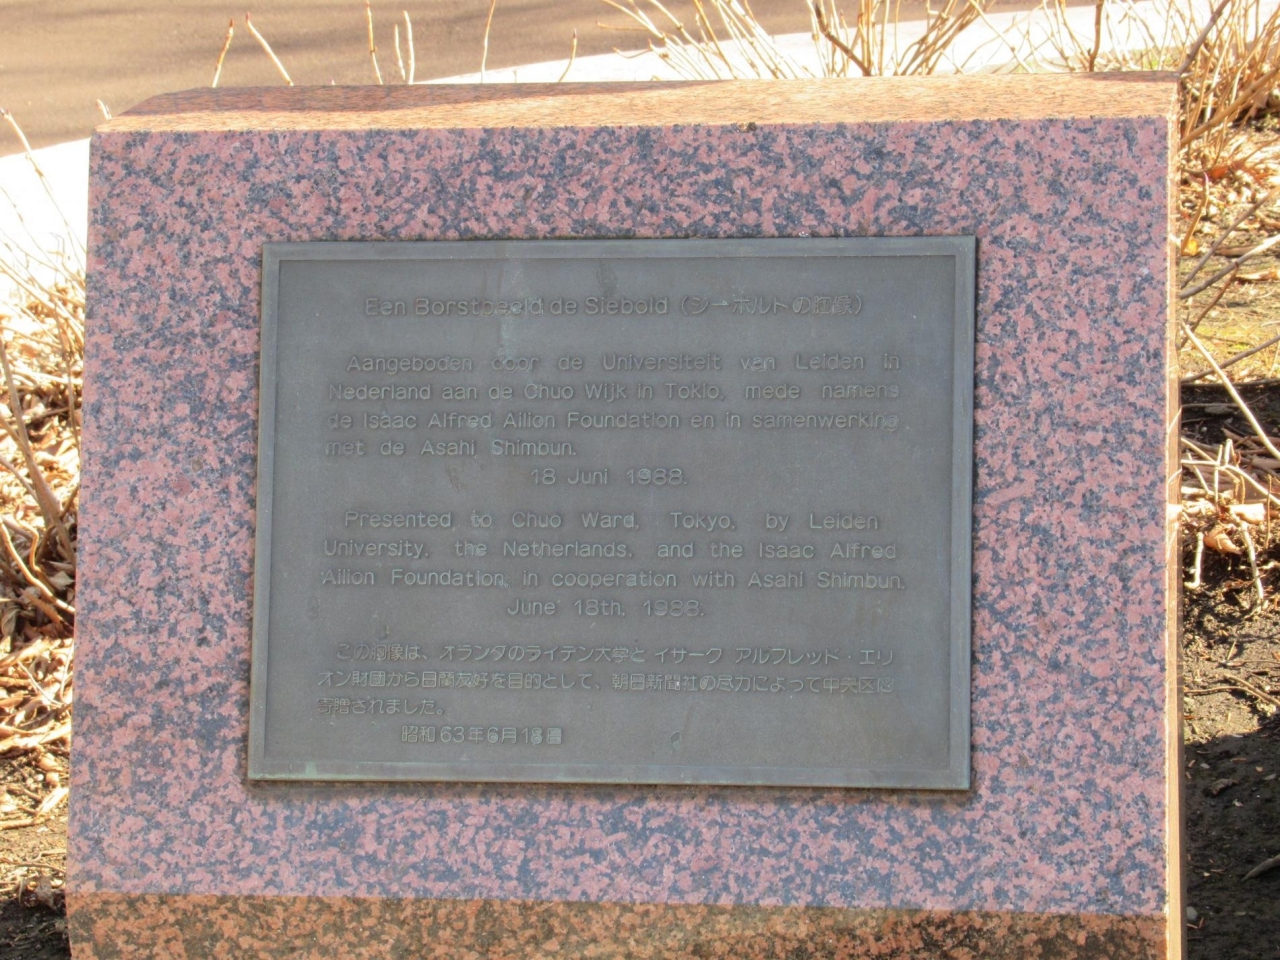 Een Borstbeeld de Siebold (シーボルトの胸像)
Aangeboden door de Universiteit van Leiden in
Nederland aan de Chuo Wijk in Tokio, mede namens
de Isaac Alfred Ailion Foundation en in samenwerking
met de Asahi Shimbun.
18 Juni 1988.
Presented to Chuo Ward, Tokyo, by Leiden
University, the Netherlands, and the Isaac Alfred
Ailion Foundation, in cooperation with Asahi Shimbun.
June 18th, 1988.
この胸像は、オランダのライデン大学と イサーク アルフレッド・エリ
オン財団から日蘭友好を目的として、朝日新聞社の尽力によって中央区に
寄贈されました。
昭和63年6月18日